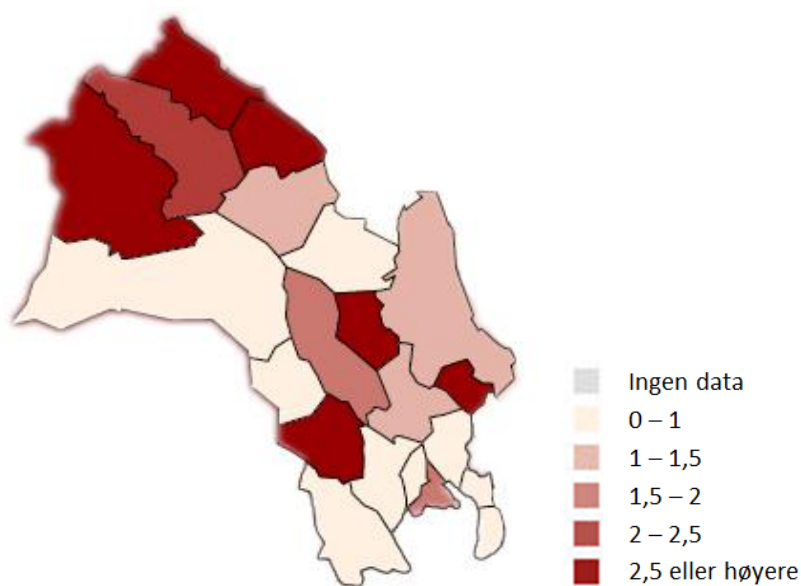 Ingen data
0 – 1
1 – 1,5
1,5 – 2
2 – 2,5
2,5 eller høyere